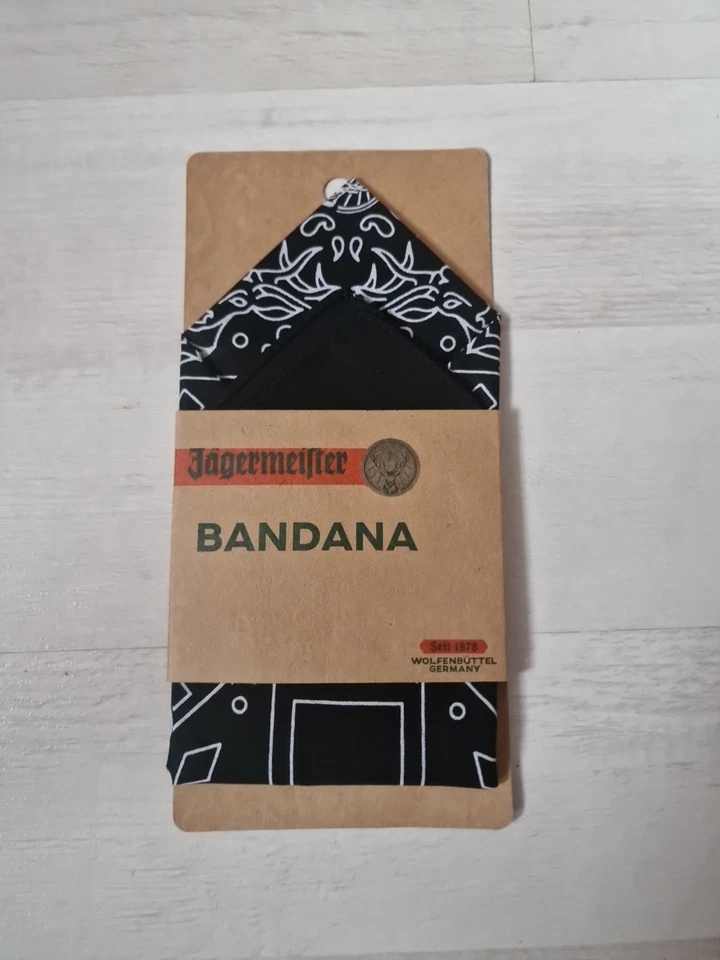 Jägermeiſter
BANDANA
Seit 1878
WOLFENBÜTTEL
GERMANY